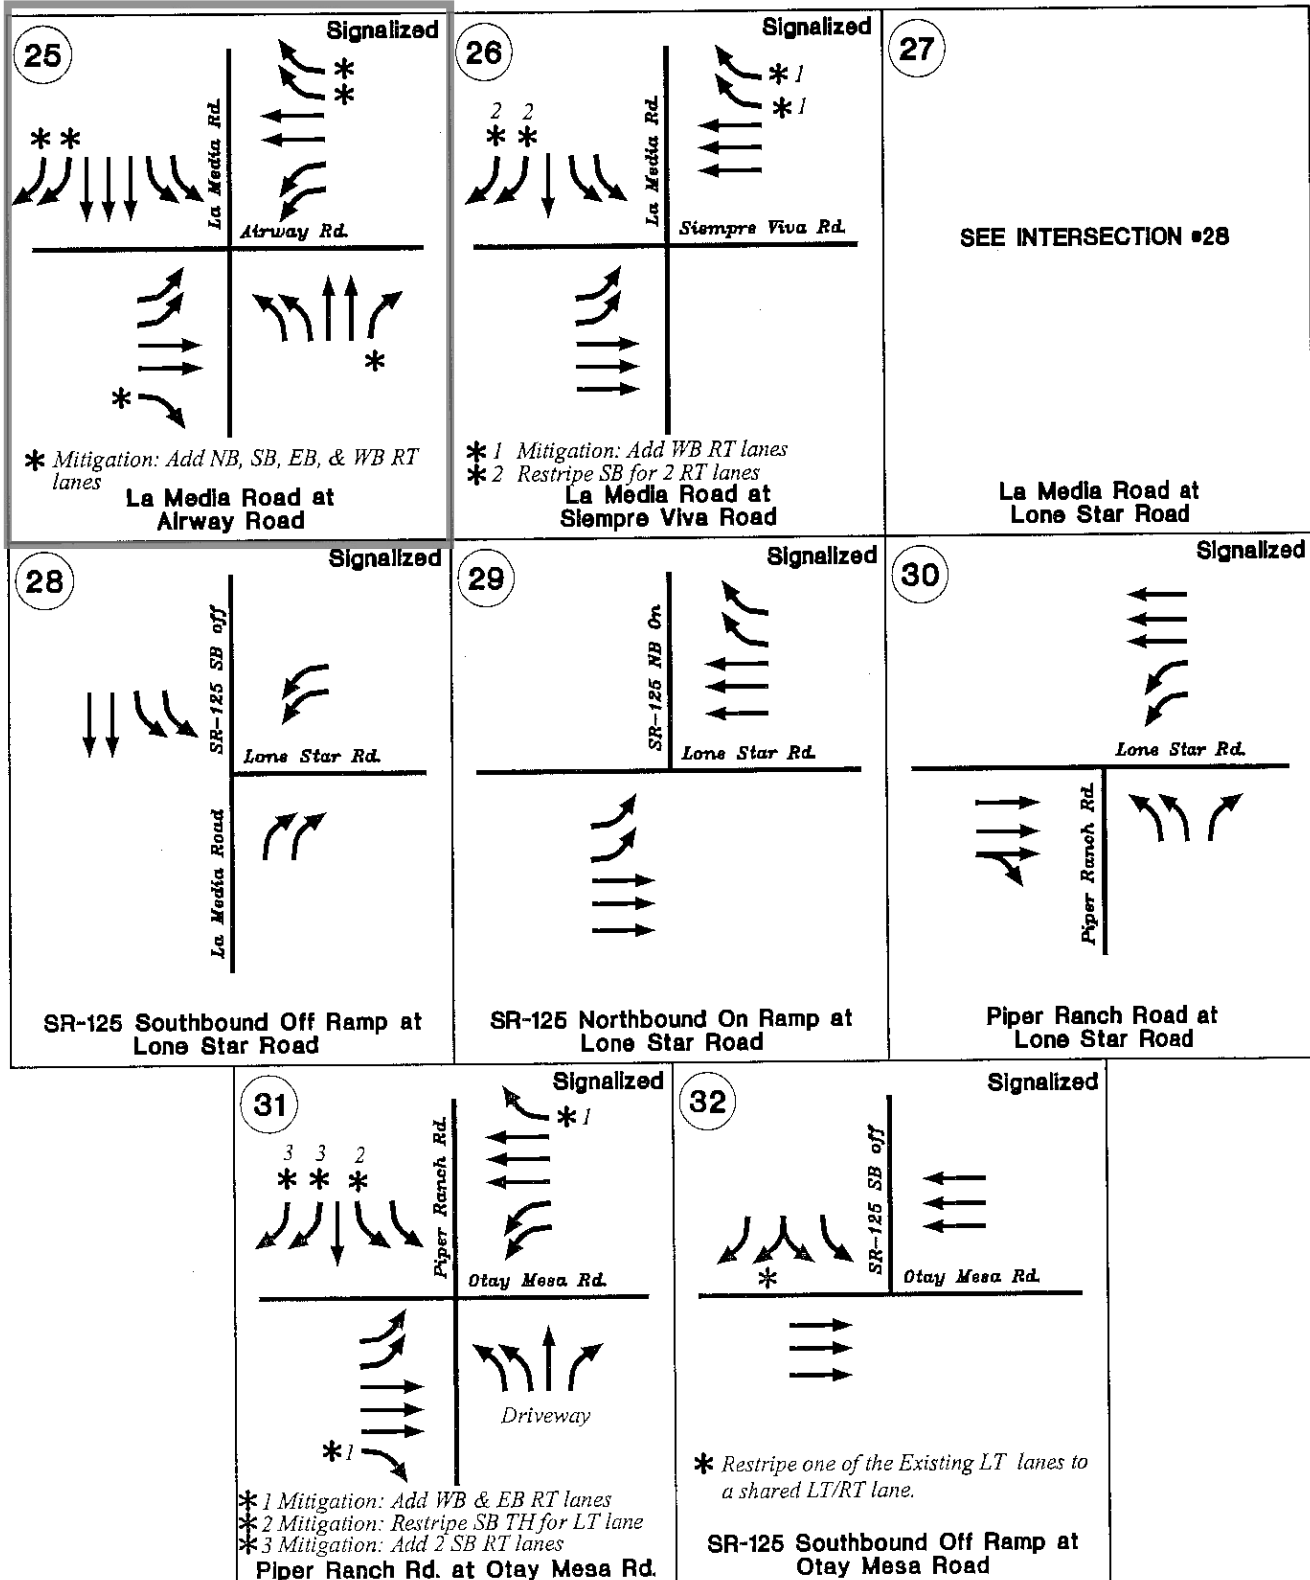 25
Signalized
La Media Rd.
Airway Rd.
* Mitigation: Add NB, SB, EB, & WB RT
lanes
La Media Road at
Airway Road
26
Signalized
* 1
* 1
2 2
* *
La Media Rd.
Siempre Viva Rd.
* 1 Mitigation: Add WB RT lanes
* 2 Restripe SB for 2 RT lanes
La Media Road at
Siempre Viva Road
27
SEE INTERSECTION #28
La Media Road at
Lone Star Road
28
Signalized
SR-125 SB off
Lone Star Rd.
La Media Road
SR-125 Southbound Off Ramp at
Lone Star Road
29
Signalized
SR-125 NB On
Lone Star Rd.
SR-125 Northbound On Ramp at
Lone Star Road
30
Signalized
Lone Star Rd.
Piper Ranch Rd.
Piper Ranch Road at
Lone Star Road
31
Signalized
* 1
3 3 2
* * *
Piper Ranch Rd.
Otay Mesa Rd.
Driveway
* 1
* 1 Mitigation: Add WB & EB RT lanes
* 2 Mitigation: Restripe SB TH for LT lane
* 3 Mitigation: Add 2 SB RT lanes
Piper Ranch Rd. at Otay Mesa Rd.
32
Signalized
SR-125 SB off
Otay Mesa Rd.
* Restripe one of the Existing LT lanes to
a shared LT/RT lane.
SR-125 Southbound Off Ramp at
Otay Mesa Road